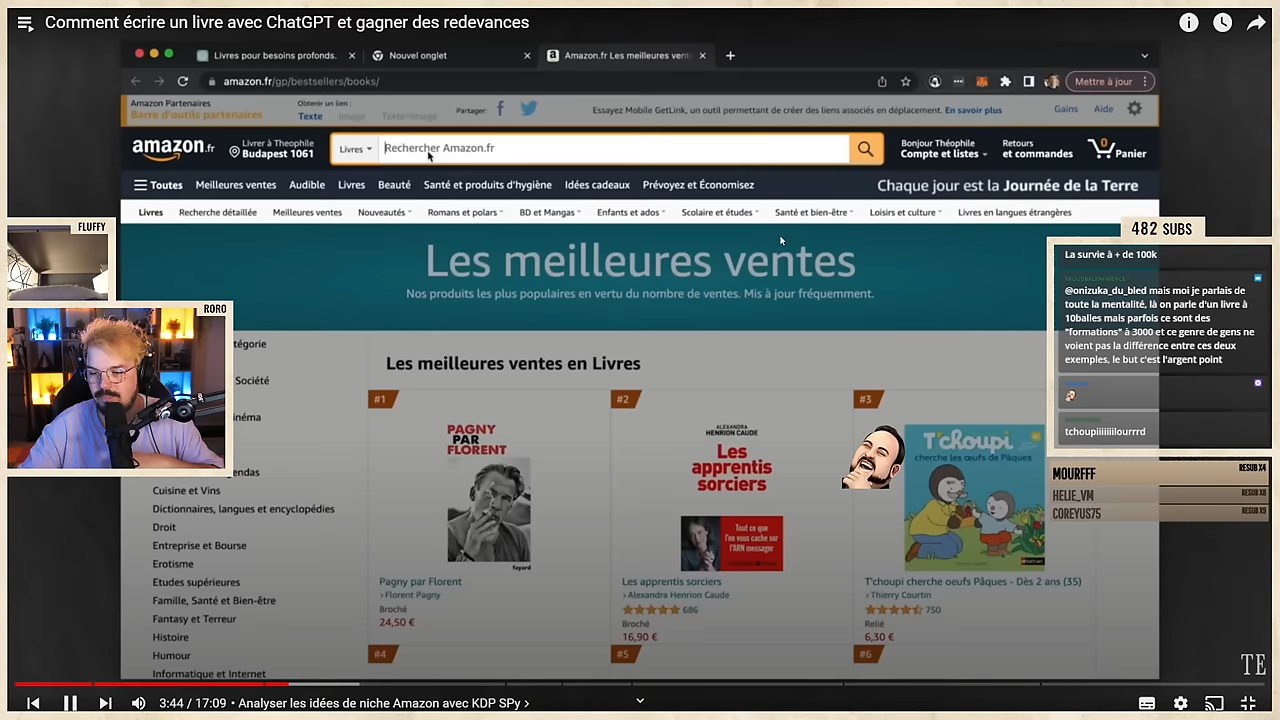 Comment écrire un livre avec ChatGPT et gagner des redevances
Livres pour besoins profonds.
Nouvel onglet
Amazon.fr Les meilleures vent
amazon.fr/gp/bestsellers/books/
Mettre à jour
Amazon Partenaires
Barre d'outils partenaires
Obtenir un lien :
Texte
Image
Texte+Image
Partager:
Essayez Mobile GetLink, un outil permettant de créer des liens associés en déplacement. En savoir plus
Gains
Aide
amazon.fr
Livrer à Theophile
Budapest 1061
Livres
Rechercher Amazon.fr
Bonjour Théophile
Compte et listes
Retours
et commandes
0
Panier
Toutes
Meilleures ventes
Audible
Livres
Beauté
Santé et produits d'hygiène
Idées cadeaux
Prévoyez et Économisez
Chaque jour est la Journée de la Terre
Livres
Recherche détaillée
Meilleures ventes
Nouveautés
Romans et polars
BD et Mangas
Enfants et ados
Scolaire et études
Santé et bien-être
Loisirs et culture
Livres en langues étrangères
Les meilleures ventes
Nos produits les plus populaires en vertu du nombre de ventes. Mis à jour fréquemment.
FLUFFY
RORO
482 SUBS
La survie à + de 100k
@onizuka_du_bled mais moi je parlais de
toute la mentalité, là on parle d'un livre à
10balles mais parfois ce sont des
"formations" à 3000 et ce genre de gens ne
voient pas la différence entre ces deux
exemples, le but c'est l'argent point
tchoupiiiiiiilourrrd
MOURFFF
RESUB X4
HELIE_VM
RESUB X8
COREYUS75
RESUB X9
Société
Cuisine et Vins
Dictionnaires, langues et encyclopédies
Droit
Entreprise et Bourse
Erotisme
Etudes supérieures
Famille, Santé et Bien-être
Fantasy et Terreur
Histoire
Humour
Informatique et Internet
Les meilleures ventes en Livres
#1
PAGNY
PAR
FLORENT
fayard
Pagny par Florent
› Florent Pagny
Broché
24,50 €
#2
ALEXANDRA
HENRION CAUDE
Les
apprentis
sorciers
Tout ce que
l'on vous cache sur
l'ARN messager
Les apprentis sorciers
› Alexandra Henrion Caude
686
Broché
16,90 €
#3
T'choupi
cherche les œufs de Pâques
Nathan
T'choupi cherche oeufs Pâques - Dès 2 ans (35)
› Thierry Courtin
750
Relié
6,30 €
#4
#5
#6
TE
3:44 / 17:09 • Analyser les idées de niche Amazon avec KDP SPy ›